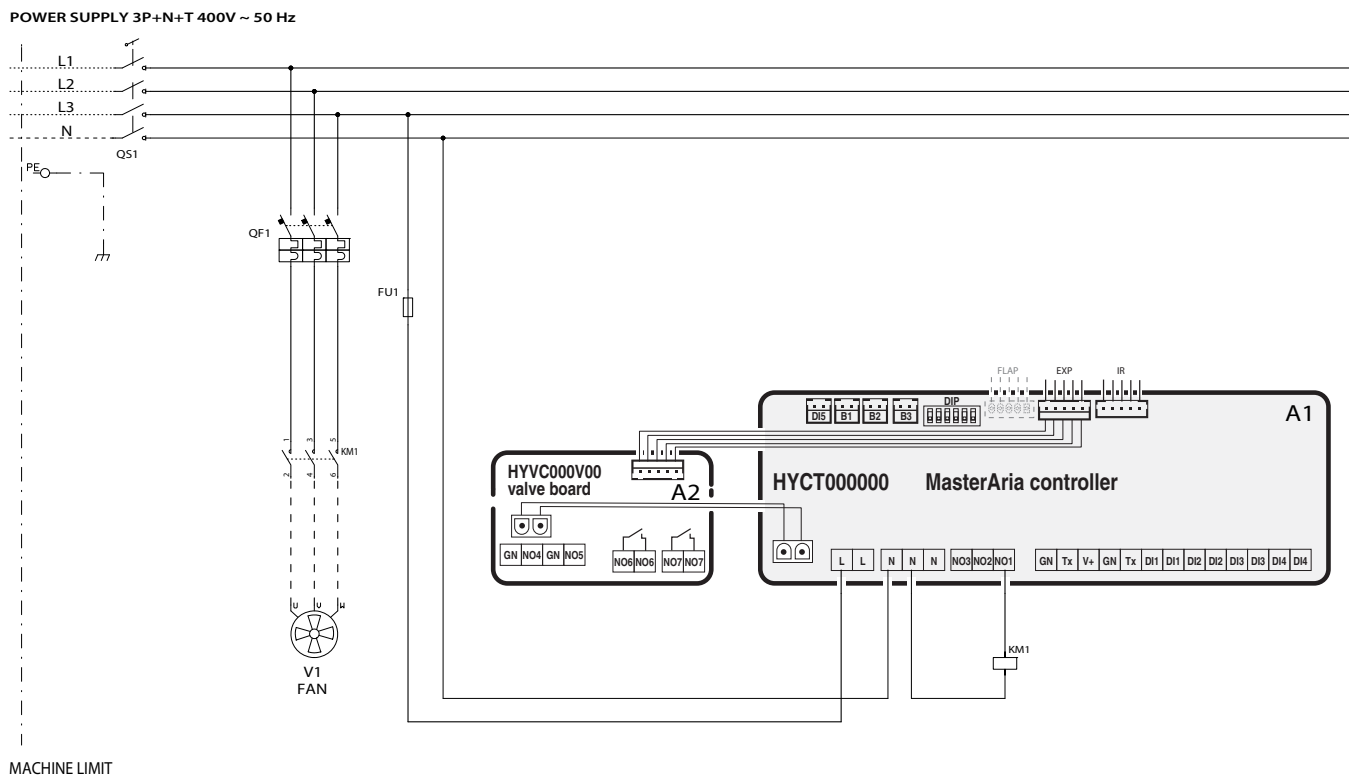 POWER SUPPLY 3P+N+T 400V ~ 50 Hz
L1
L2
L3
N
QS1
PE
QF1
FU1
FLAP EXP IR
DIP
DI5 B1 B2 B3
A1
1 3 5
KM1
2 4 6
HYVC000V00
valve board
A2
HYCT000000 MasterAria controller
GN NO4 GN NO5
NO6 NO6 NO7 NO7
L L N N N NO3 NO2 NO1 GN Tx V+ GN Tx DI1 DI1 DI2 DI2 DI3 DI3 DI4 DI4
U V W
V1
FAN
KM1
MACHINE LIMIT